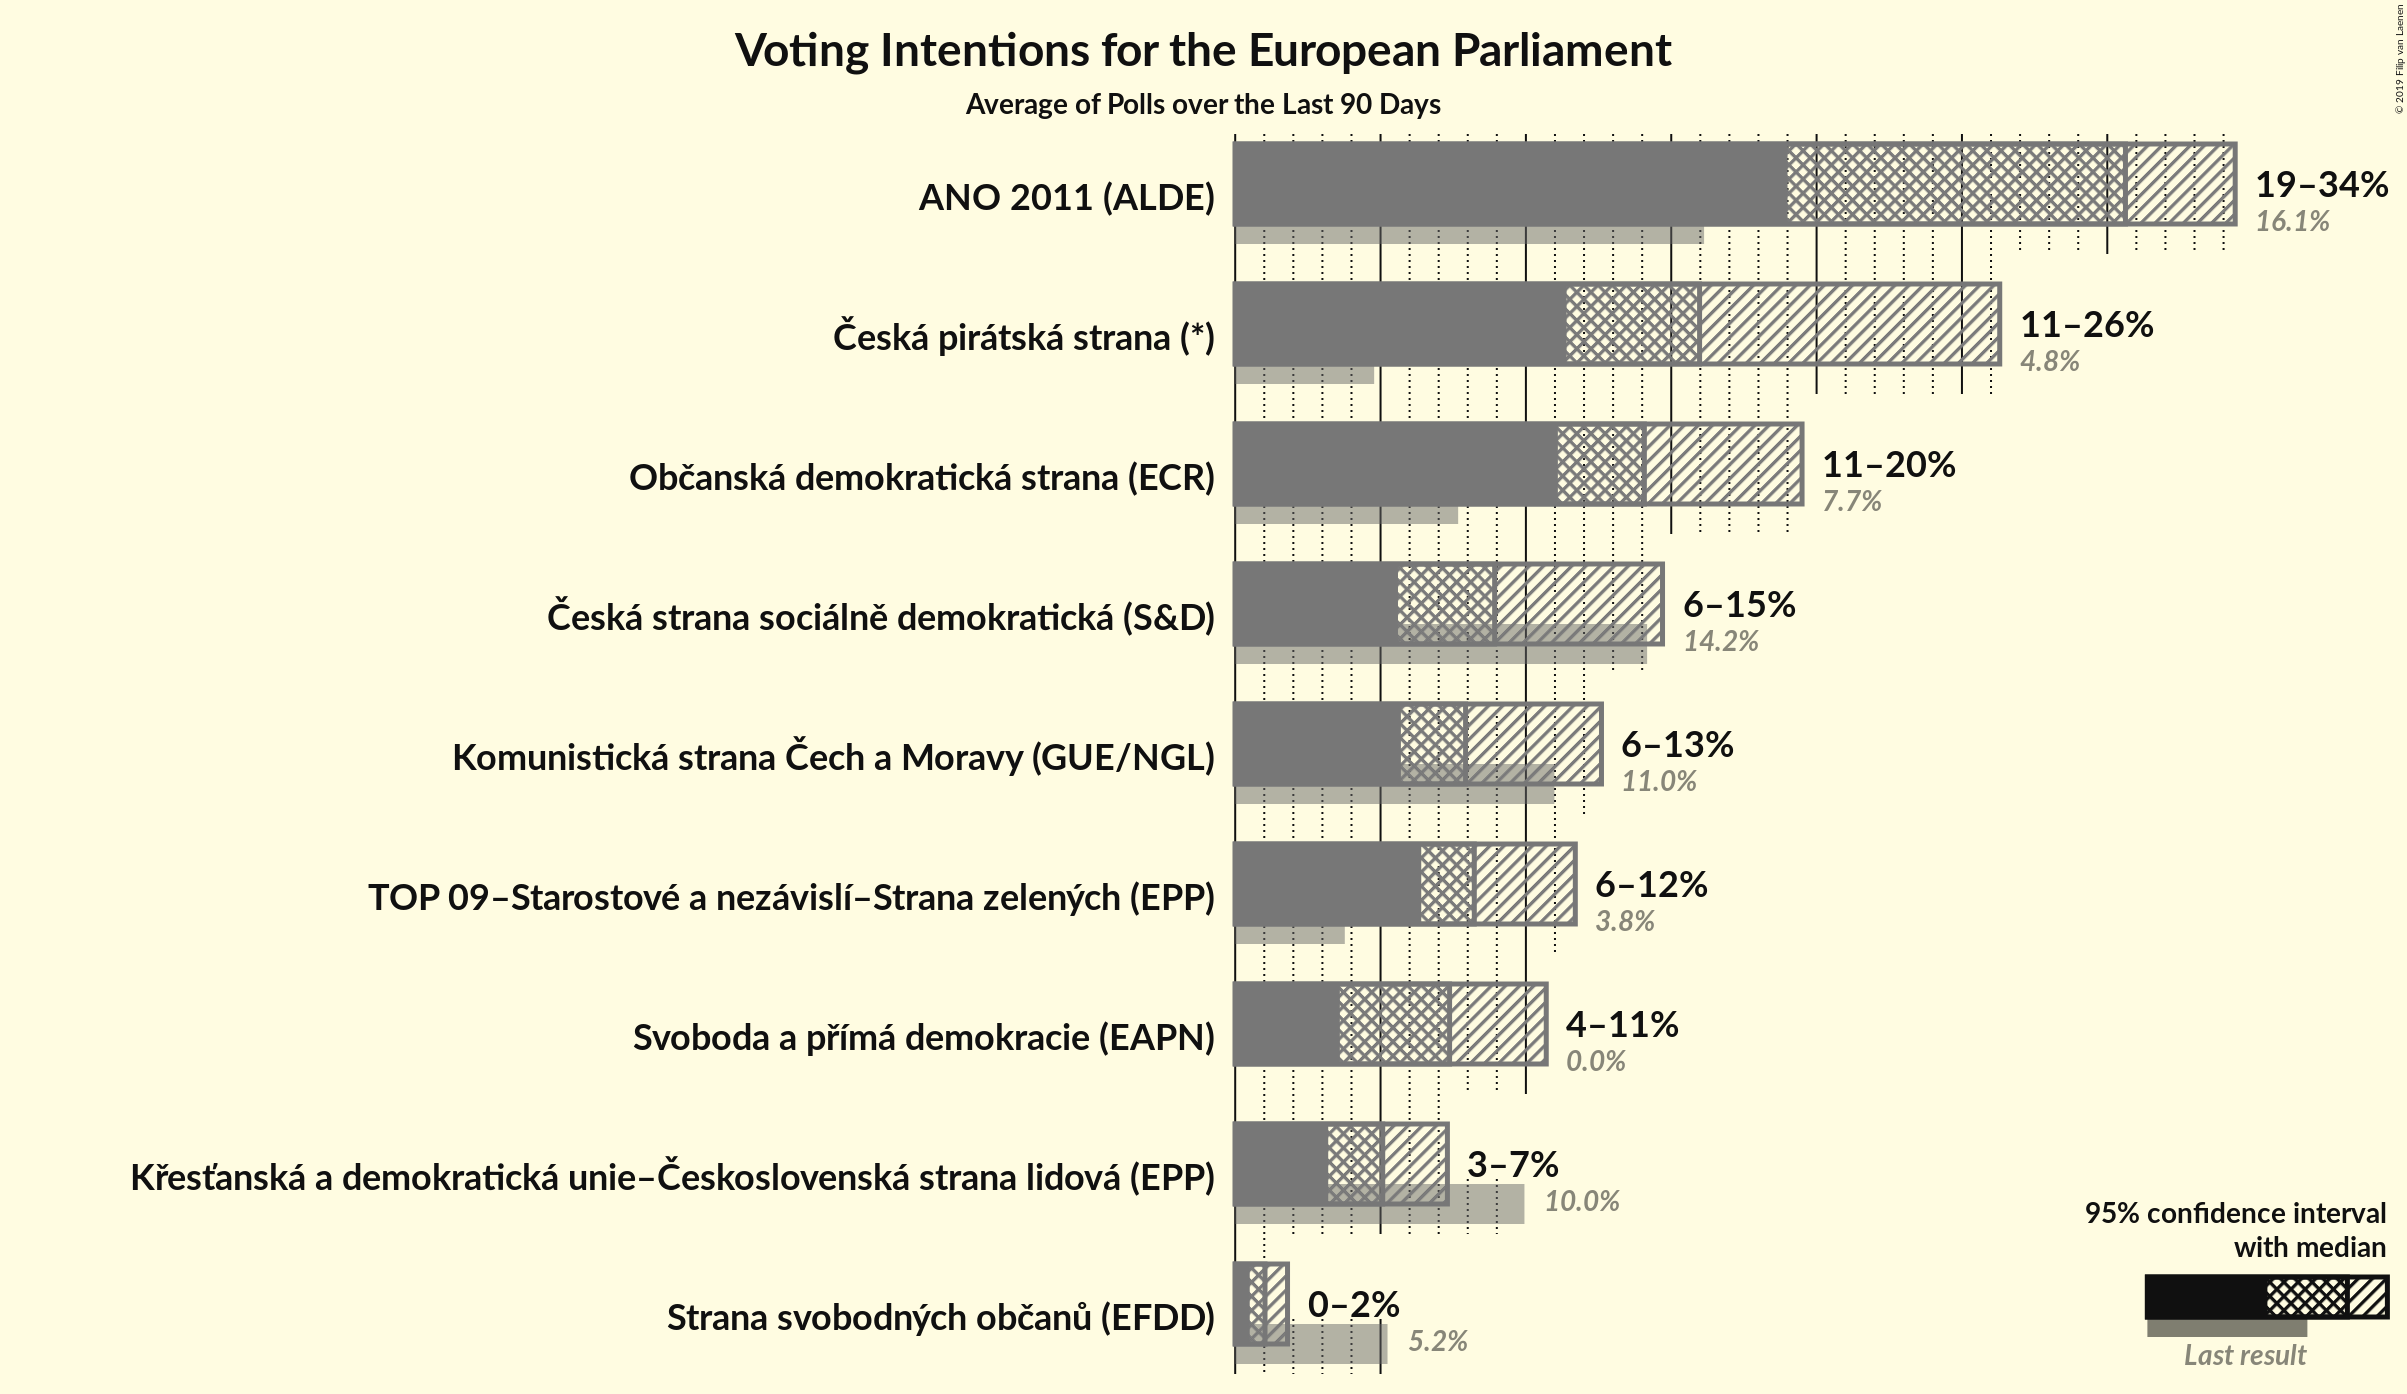 Voting Intentions for the European Parliament
Average of Polls over the Last 90 Days
© 2019 Filip van Laenen
ANO 2011 (ALDE)
19–34%
16.1%
Česká pirátská strana (*)
11–26%
4.8%
Občanská demokratická strana (ECR)
11–20%
7.7%
Česká strana sociálně demokratická (S&D)
6–15%
14.2%
Komunistická strana Čech a Moravy (GUE/NGL)
6–13%
11.0%
TOP 09–Starostové a nezávislí–Strana zelených (EPP)
6–12%
3.8%
Svoboda a přímá demokracie (EAPN)
4–11%
0.0%
Křesťanská a demokratická unie–Československá strana lidová (EPP)
3–7%
10.0%
Strana svobodných občanů (EFDD)
0–2%
5.2%
95% confidence interval
with median
Last result